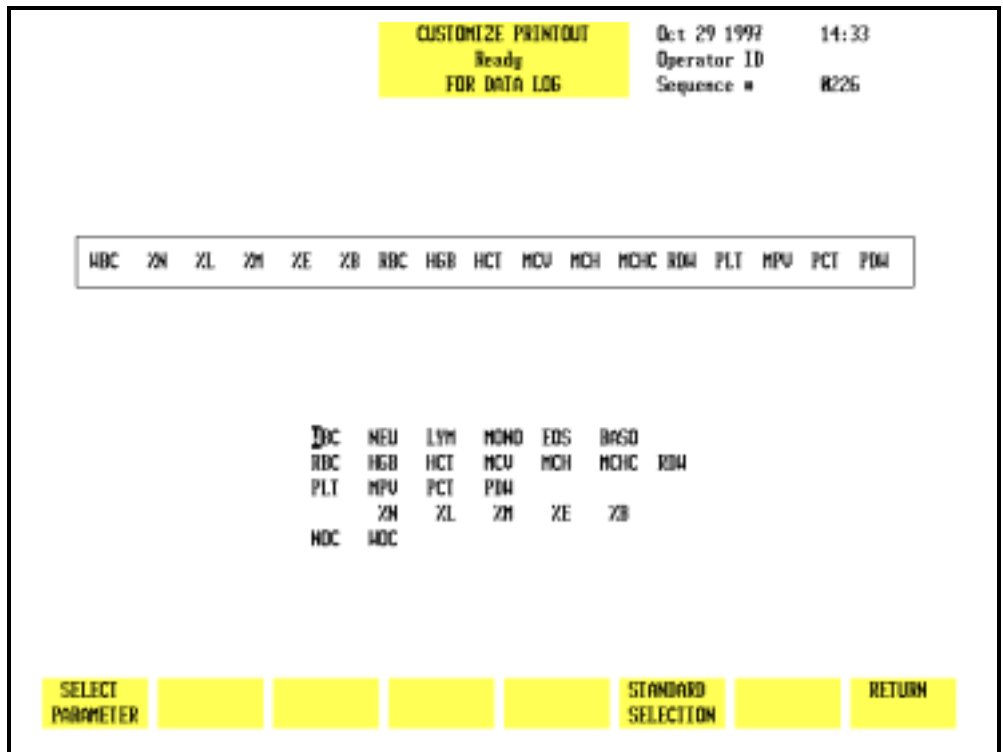 CUSTOMIZE PRINTOUT
Ready
FOR DATA LOG
Oct 29 1997 14:33
Operator ID
Sequence # 0226
WBC %N %L %M %E %B RBC HGB HCT MCV MCH MCHC RDW PLT MPV PCT PDW
BC NEU LYM MONO EOS BASO
RBC HGB HCT MCV MCH MCHC RDW
PLT MPV PCT PDW
%N %L %M %E %B
NOC WOC
SELECT
PARAMETER
STANDARD
SELECTION
RETURN